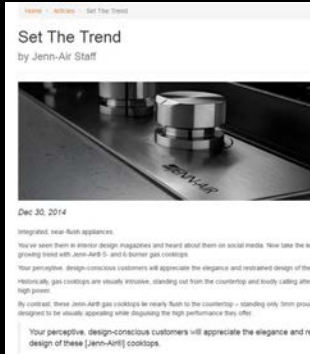 Home > Articles > Set The Trend
Set The Trend
by Jenn-Air Staff
JENN-AIR
Dec 30, 2014
Integrated, near-flush appliances.
You've seen them in interior design magazines and heard about them on social media. Now take the
growing trend with Jenn-Air® 5- and 6 burner gas cooktops.
Your perceptive, design-conscious customers will appreciate the elegance and restrained design of the
Historically, gas cooktops are visually intrusive, standing out from the countertop and loudly calling
high power.
By contrast, these Jenn-Air® gas cooktops lie nearly flush to the countertop – standing only 5mm
designed to be visually appealing while disguising the high performance they offer.
Your perceptive, design-conscious customers will appreciate the elegance and
design of these [Jenn-Air®] cooktops.